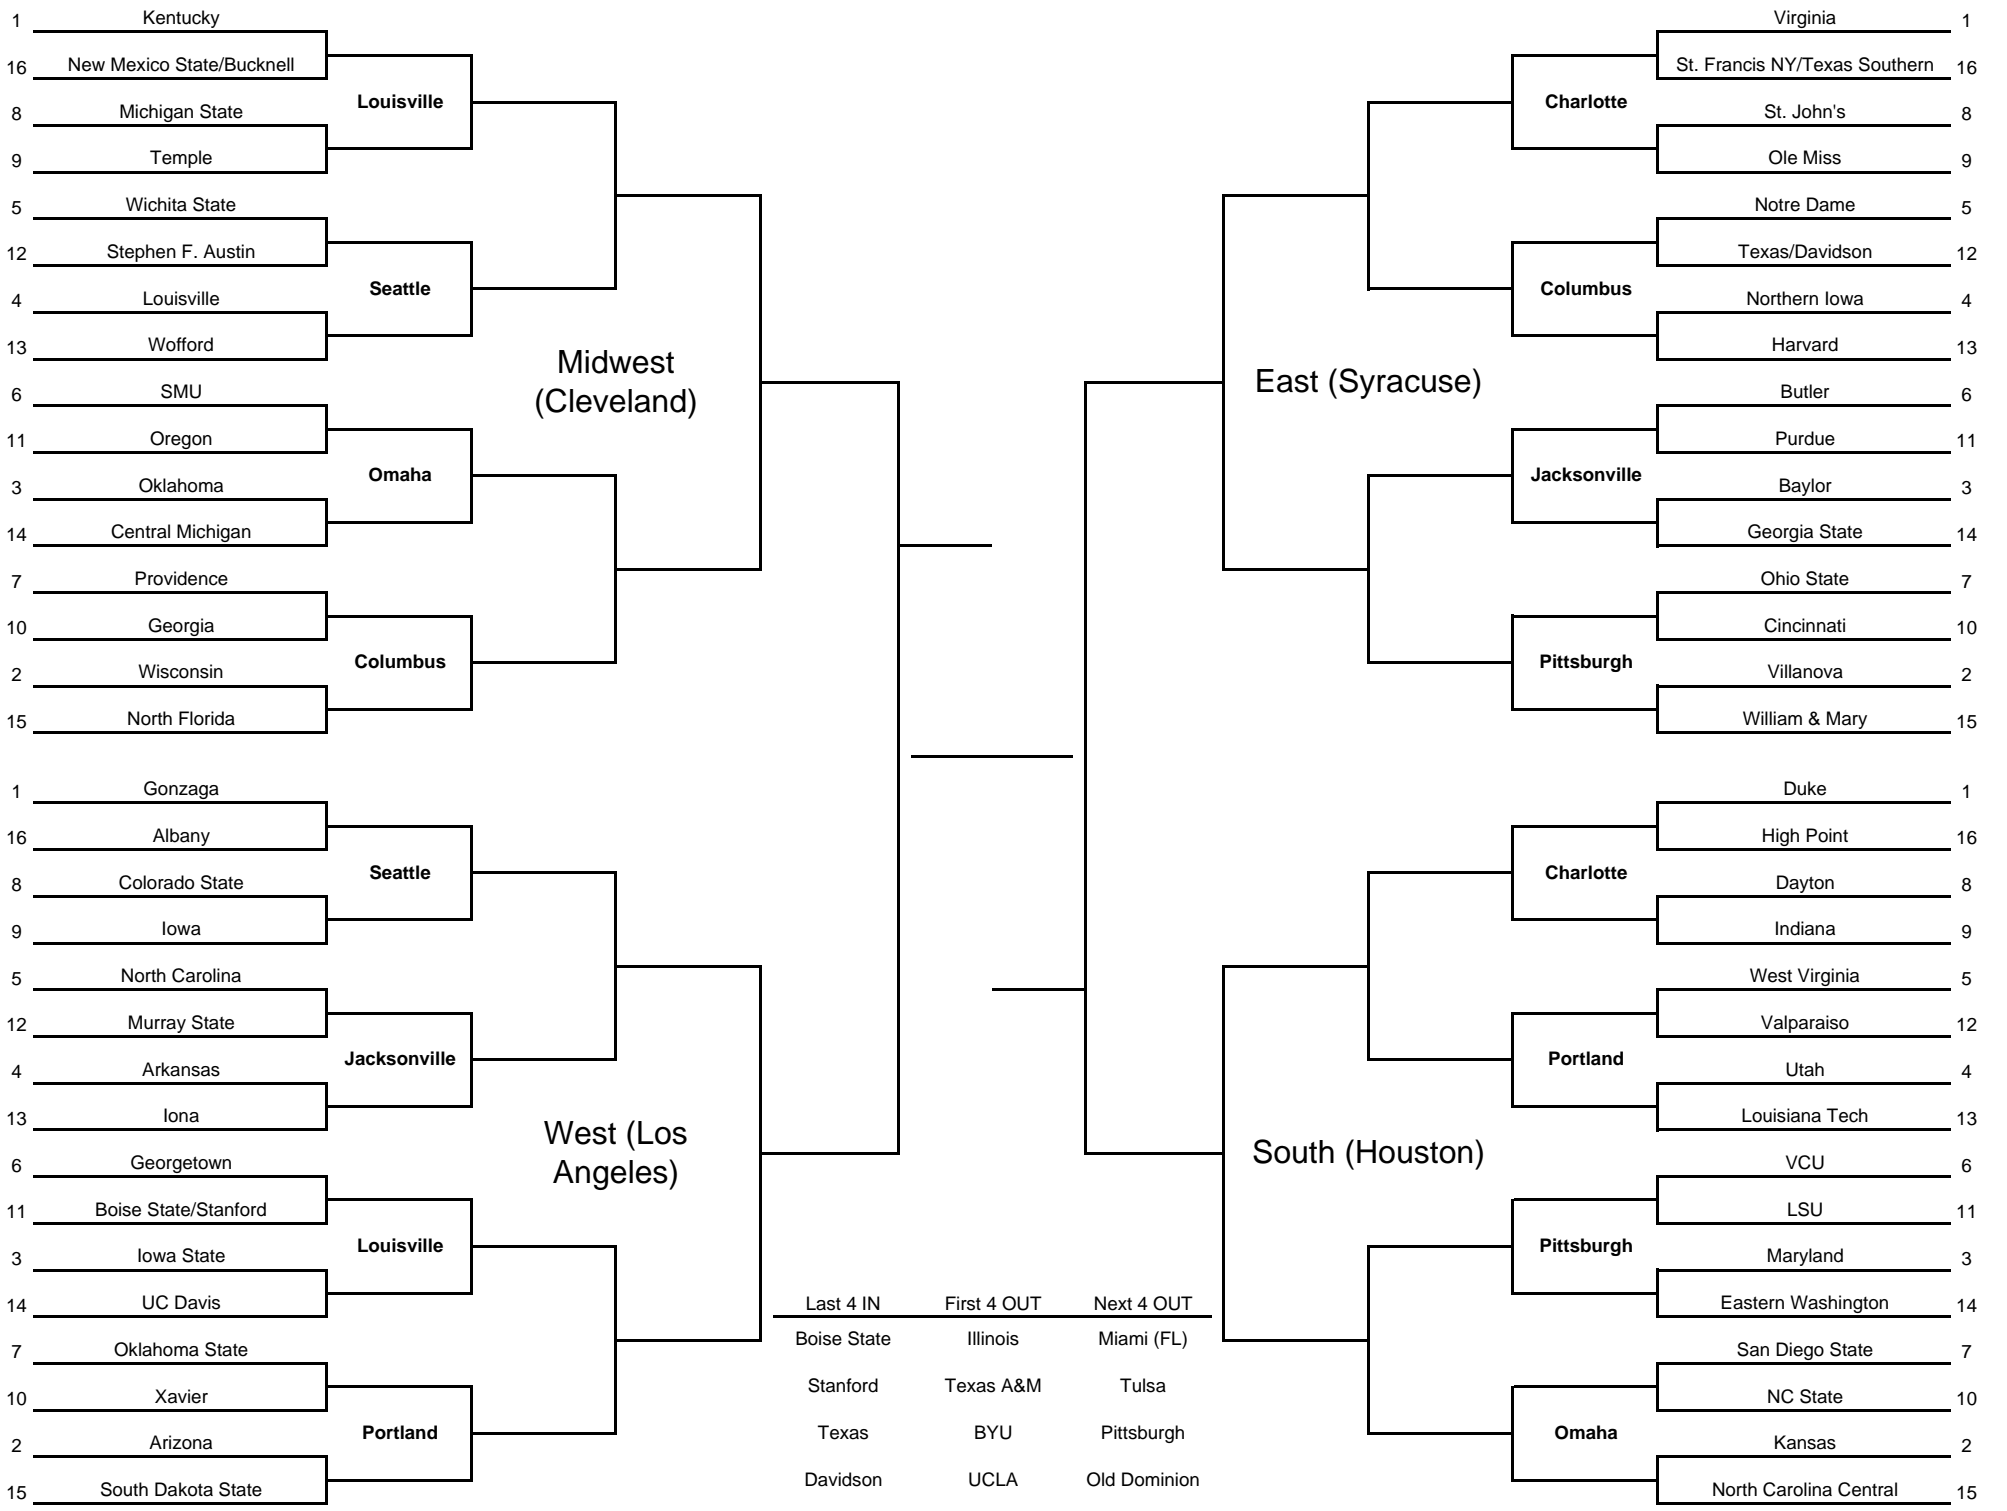 1 Kentucky
16 New Mexico State/Bucknell
Louisville
8 Michigan State
9 Temple
5 Wichita State
12 Stephen F. Austin
Seattle
4 Louisville
13 Wofford
Midwest
(Cleveland)
6 SMU
11 Oregon
Omaha
3 Oklahoma
14 Central Michigan
7 Providence
10 Georgia
Columbus
2 Wisconsin
15 North Florida
1 Gonzaga
16 Albany
Seattle
8 Colorado State
9 Iowa
5 North Carolina
12 Murray State
Jacksonville
4 Arkansas
13 Iona
West (Los
Angeles)
6 Georgetown
11 Boise State/Stanford
Louisville
3 Iowa State
14 UC Davis
7 Oklahoma State
10 Xavier
Portland
2 Arizona
15 South Dakota State
Last 4 IN First 4 OUT Next 4 OUT
Boise State Illinois Miami (FL)
Stanford Texas A&M Tulsa
Texas BYU Pittsburgh
Davidson UCLA Old Dominion
Virginia 1
St. Francis NY/Texas Southern 16
Charlotte
St. John's 8
Ole Miss 9
Notre Dame 5
Texas/Davidson 12
Columbus
Northern Iowa 4
Harvard 13
East (Syracuse)
Butler 6
Purdue 11
Jacksonville
Baylor 3
Georgia State 14
Ohio State 7
Cincinnati 10
Pittsburgh
Villanova 2
William & Mary 15
Duke 1
High Point 16
Charlotte
Dayton 8
Indiana 9
West Virginia 5
Valparaiso 12
Portland
Utah 4
Louisiana Tech 13
South (Houston)
VCU 6
LSU 11
Pittsburgh
Maryland 3
Eastern Washington 14
San Diego State 7
NC State 10
Omaha
Kansas 2
North Carolina Central 15